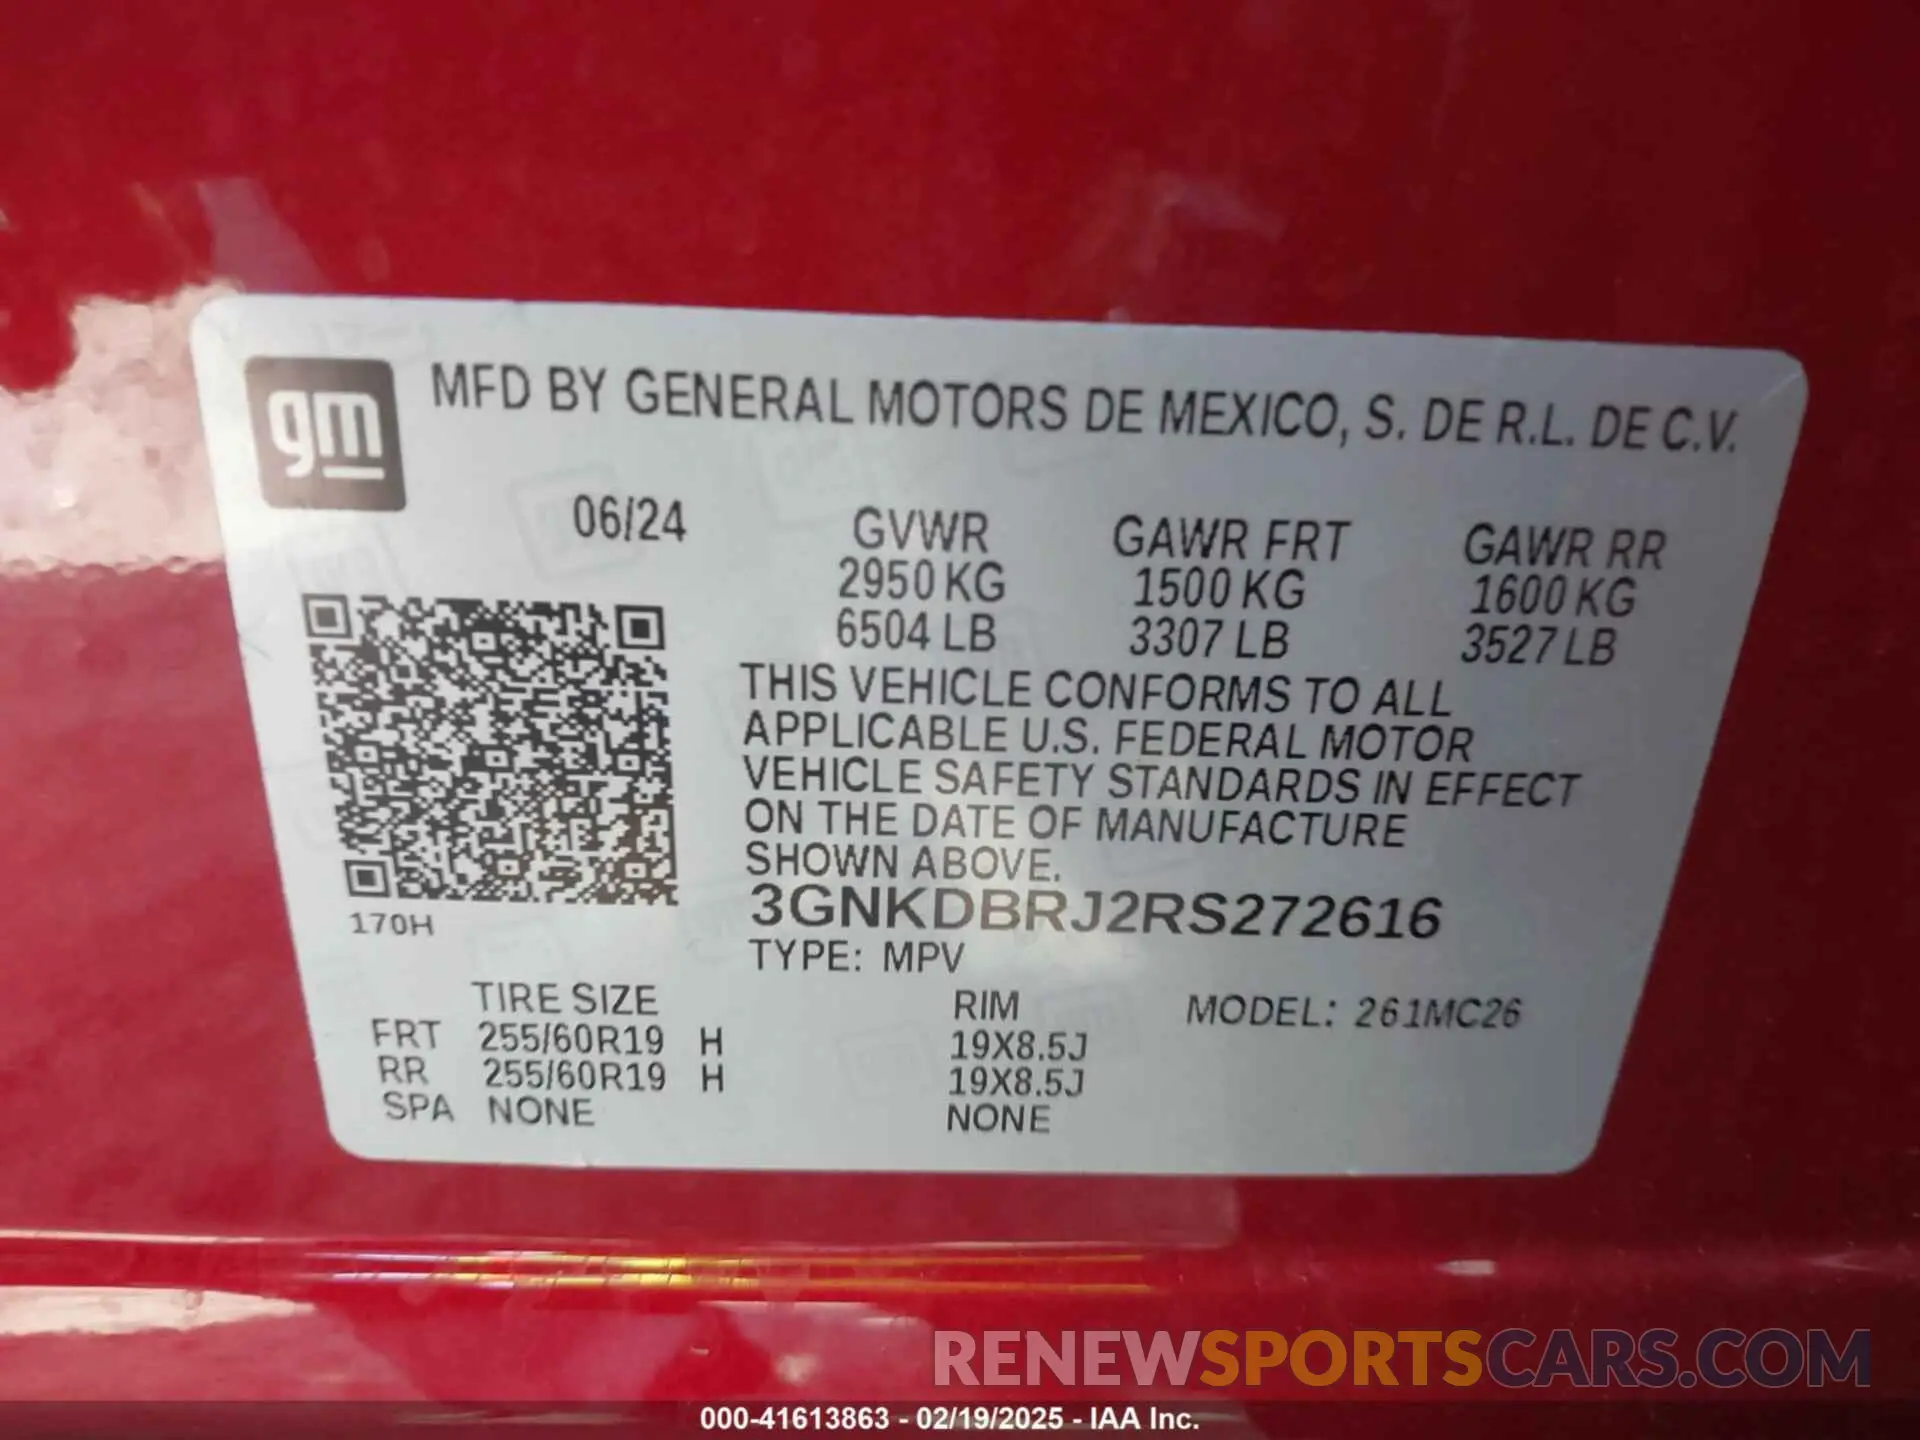 gm
MFD BY GENERAL MOTORS DE MEXICO, S. DE R.L. DE C.V.
06/24
GVWR GAWR FRT GAWR RR
2950 KG 1500 KG 1600 KG
6504 LB 3307 LB 3527 LB
THIS VEHICLE CONFORMS TO ALL
APPLICABLE U.S. FEDERAL MOTOR
VEHICLE SAFETY STANDARDS IN EFFECT
ON THE DATE OF MANUFACTURE
SHOWN ABOVE.
3GNKDBRJ2RS272616
170H
TYPE: MPV
TIRE SIZE RIM MODEL: 261MC26
FRT 255/60R19 H 19X8.5J
RR 255/60R19 H 19X8.5J
SPA NONE NONE
RENEWSPORTSCARS.COM
000-41613863 - 02/19/2025 - IAA Inc.